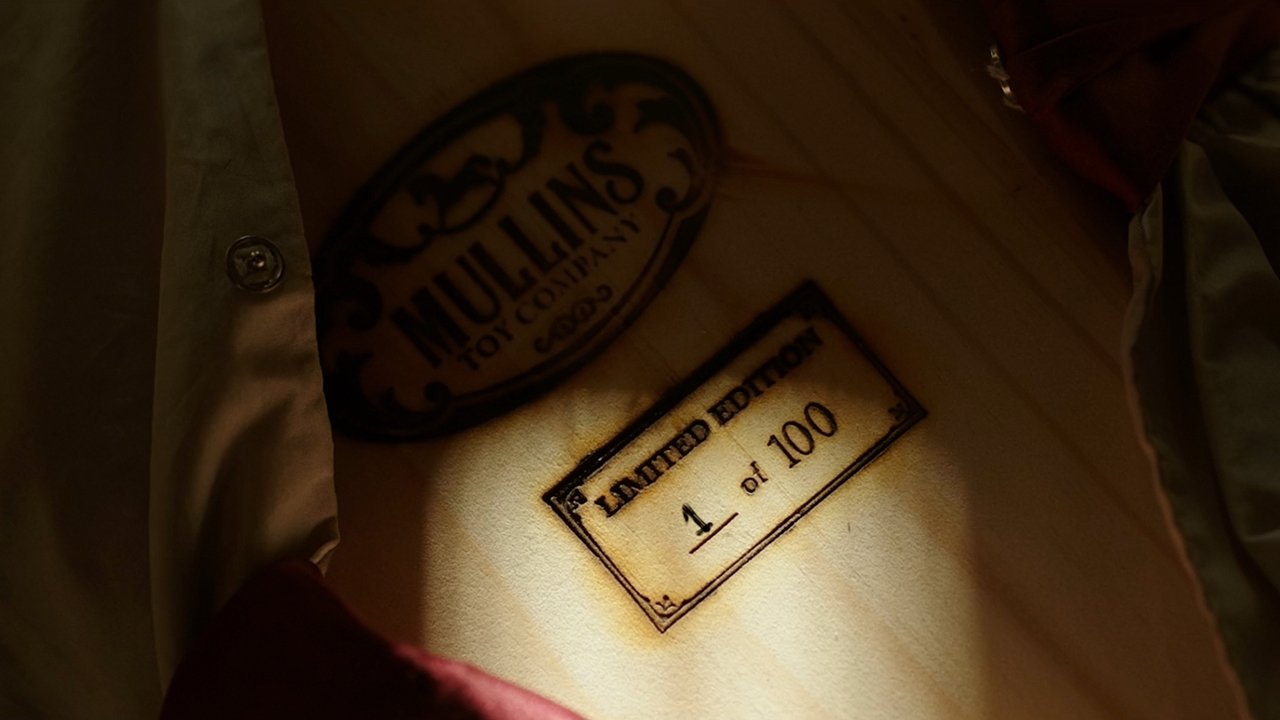 MULLINS
TOY COMPANY
LIMITED EDITION
1 of 100